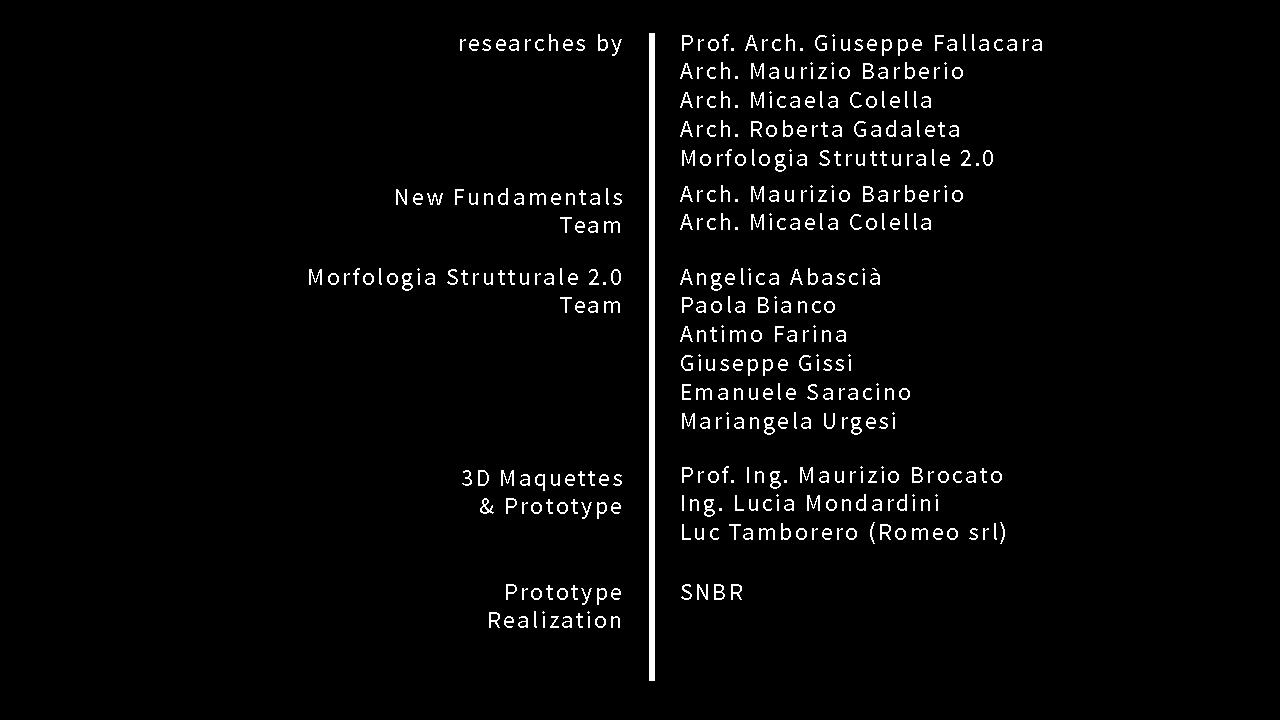 researches by
Prof. Arch. Giuseppe Fallacara
Arch. Maurizio Barberio
Arch. Micaela Colella
Arch. Roberta Gadaleta
Morfologia Strutturale 2.0
New Fundamentals
Team
Arch. Maurizio Barberio
Arch. Micaela Colella
Morfologia Strutturale 2.0
Team
Angelica Abascià
Paola Bianco
Antimo Farina
Giuseppe Gissi
Emanuele Saracino
Mariangela Urgesi
3D Maquettes
& Prototype
Prof. Ing. Maurizio Brocato
Ing. Lucia Mondardini
Luc Tamborero (Romeo srl)
Prototype
Realization
SNBR